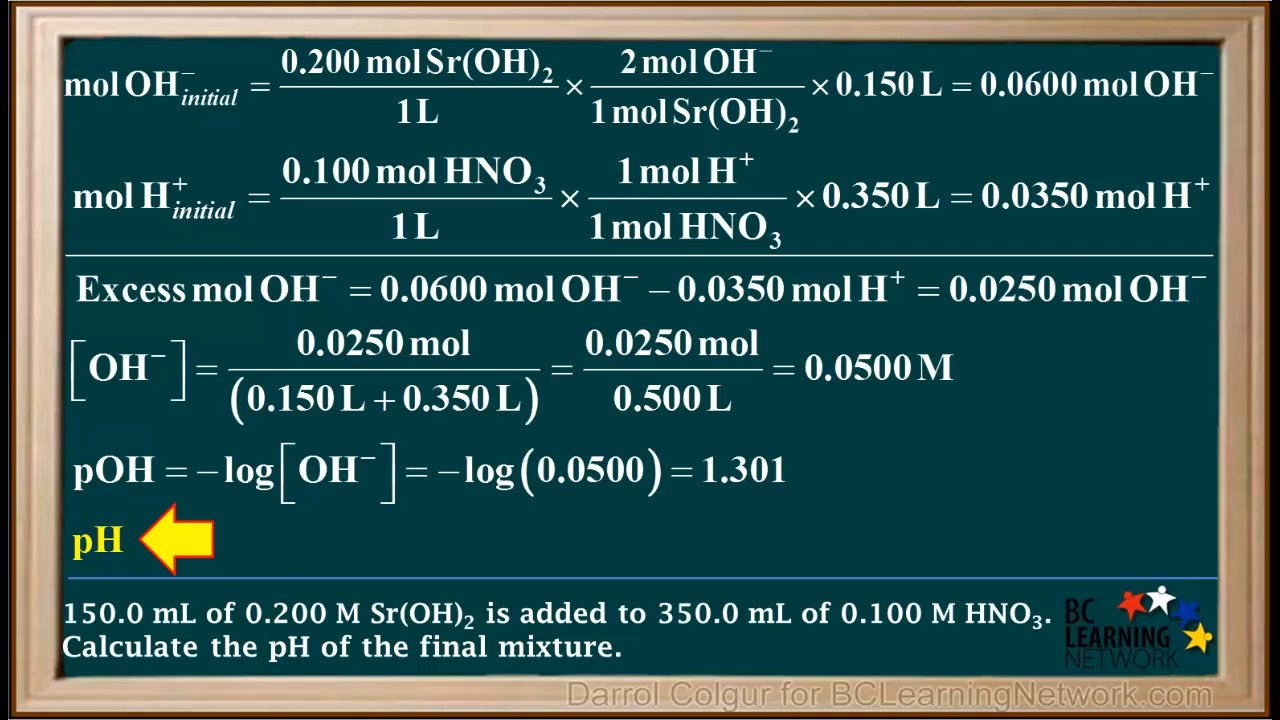 mol OH⁻initial = 0.200 mol Sr(OH)₂ / 1 L × 2 mol OH⁻ / 1 mol Sr(OH)₂ × 0.150 L = 0.0600 mol OH⁻
mol H⁺initial = 0.100 mol HNO₃ / 1 L × 1 mol H⁺ / 1 mol HNO₃ × 0.350 L = 0.0350 mol H⁺
Excess mol OH⁻ = 0.0600 mol OH⁻ − 0.0350 mol H⁺ = 0.0250 mol OH⁻
[OH⁻] = 0.0250 mol / (0.150 L + 0.350 L) = 0.0250 mol / 0.500 L = 0.0500 M
pOH = −log[OH⁻] = −log(0.0500) = 1.301
pH
150.0 mL of 0.200 M Sr(OH)₂ is added to 350.0 mL of 0.100 M HNO₃.
Calculate the pH of the final mixture.
BC
LEARNING
NETWORK
Darrol Colgur for BCLearningNetwork.com